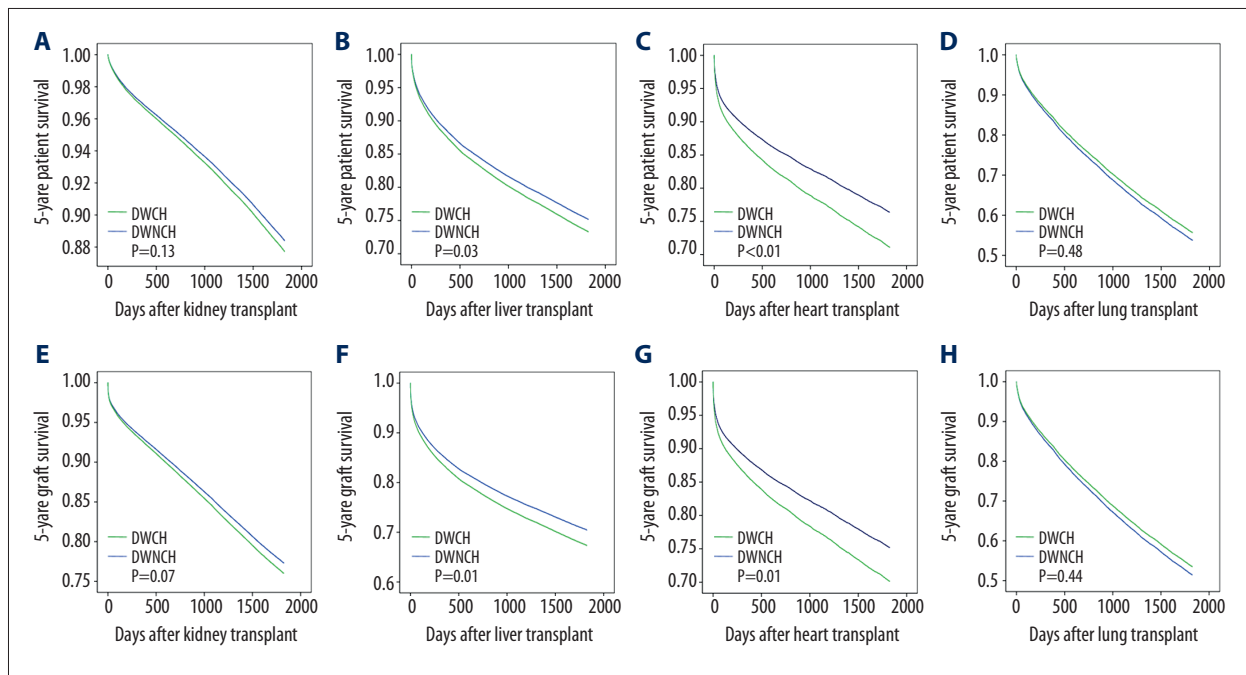 A
5-yare patient survival
1.00
0.98
0.96
0.94
0.92
0.90
0.88
DWCH
DWNCH
P=0.13
0 500 1000 1500 2000
Days after kidney transplant
B
5-yare patient survival
1.00
0.95
0.90
0.85
0.80
0.75
0.70
DWCH
DWNCH
P=0.03
0 500 1000 1500 2000
Days after liver transplant
C
5-yare patient survival
1.00
0.95
0.90
0.85
0.80
0.75
0.70
DWCH
DWNCH
P<0.01
0 500 1000 1500 2000
Days after heart transplant
D
5-yare patient survival
1.0
0.9
0.8
0.7
0.6
0.5
DWCH
DWNCH
P=0.48
0 500 1000 1500 2000
Days after lung transplant
E
5-yare graft survival
1.00
0.95
0.90
0.85
0.80
0.75
DWCH
DWNCH
P=0.07
0 500 1000 1500 2000
Days after kidney transplant
F
5-yare graft survival
1.00
0.9
0.8
0.7
0.6
DWCH
DWNCH
P=0.01
0 500 1000 1500 2000
Days after liver transplant
G
5-yare graft survival
1.00
0.95
0.90
0.85
0.80
0.75
0.70
DWCH
DWNCH
P=0.01
0 500 1000 1500 2000
Days after heart transplant
H
5-yare graft survival
1.0
0.9
0.8
0.7
0.6
0.5
DWCH
DWNCH
P=0.44
0 500 1000 1500 2000
Days after lung transplant